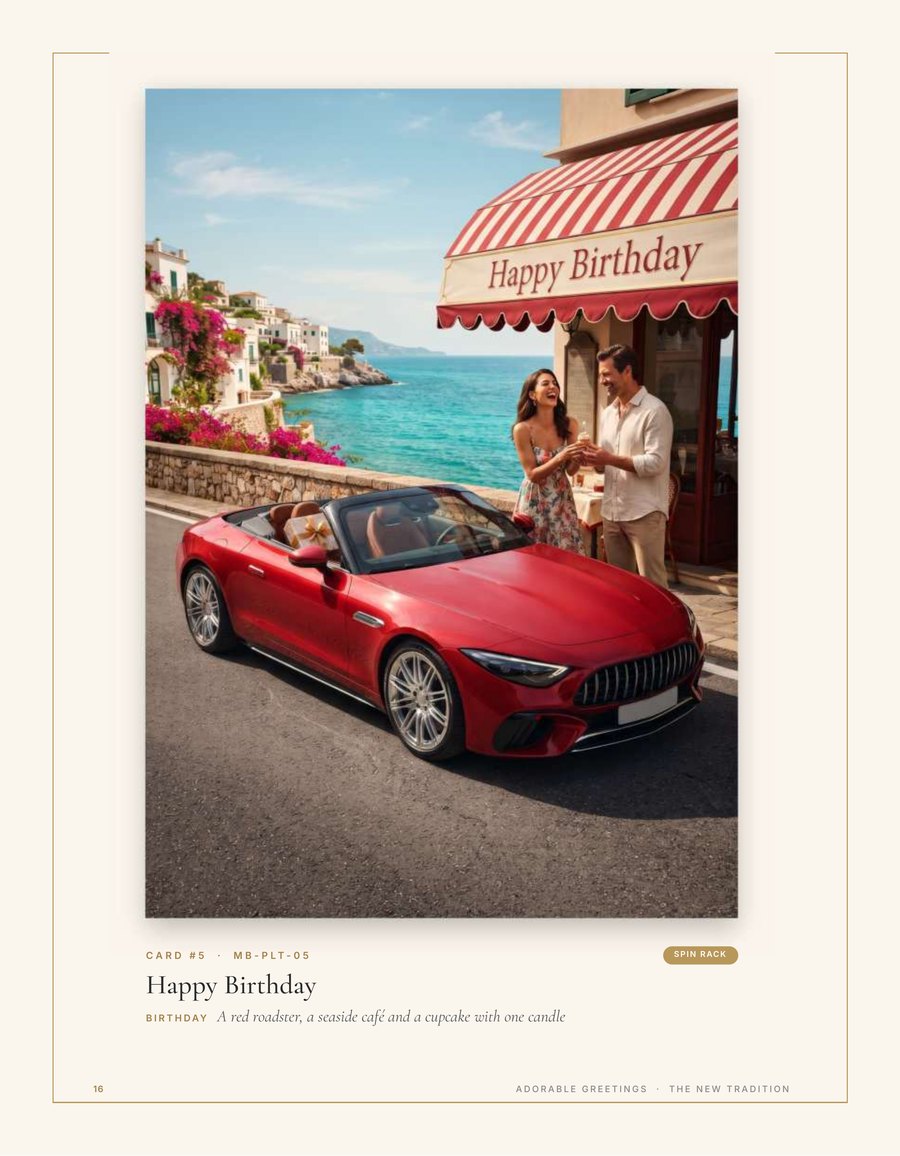 Happy Birthday
CARD #5 · MB-PLT-05
SPIN RACK
Happy Birthday
BIRTHDAY A red roadster, a seaside café and a cupcake with one candle
16
ADORABLE GREETINGS · THE NEW TRADITION